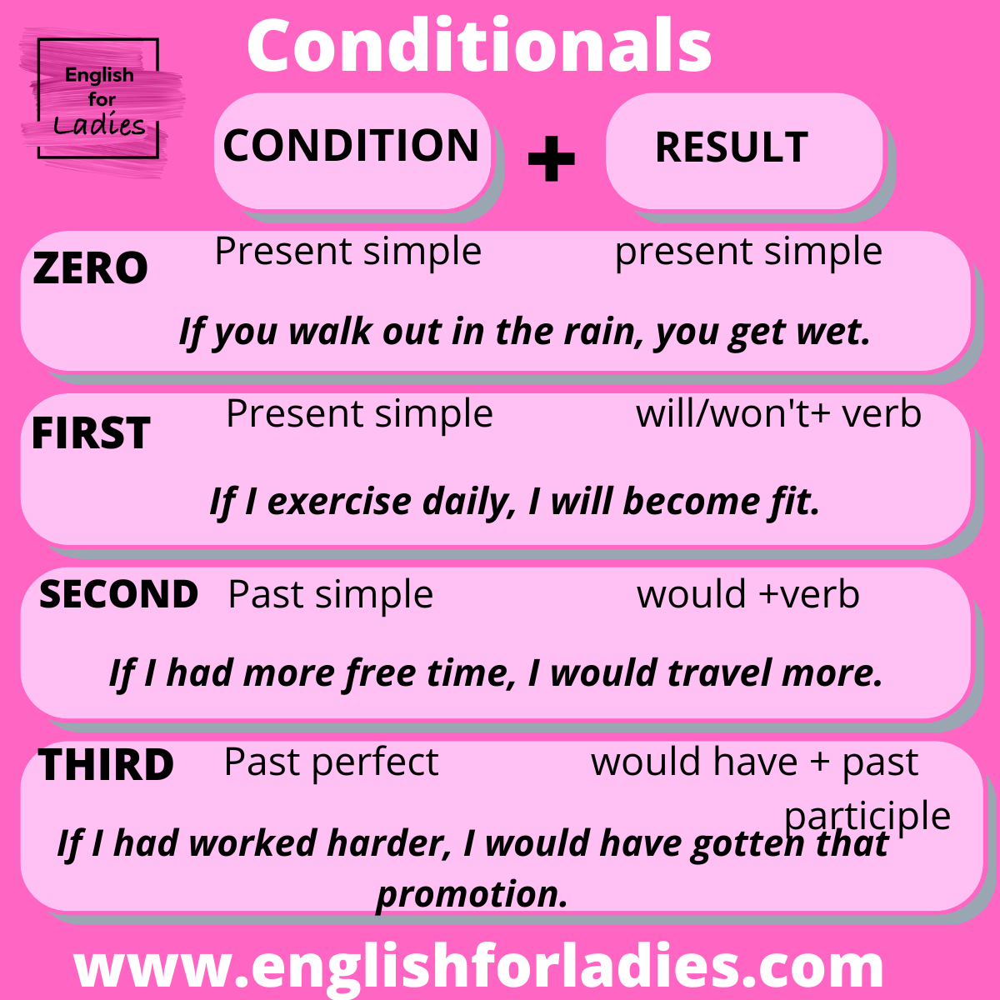 Conditionals
English
for
Ladies
CONDITION + RESULT
ZERO Present simple present simple
If you walk out in the rain, you get wet.
FIRST Present simple will/won't+ verb
If I exercise daily, I will become fit.
SECOND Past simple would +verb
If I had more free time, I would travel more.
THIRD Past perfect would have + past
participle
If I had worked harder, I would have gotten that
promotion.
www.englishforladies.com